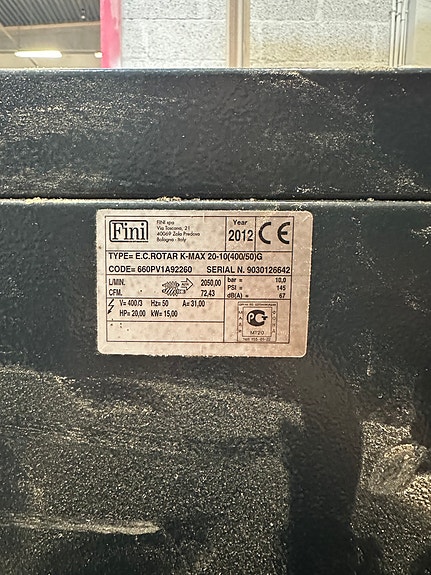 Fini
FINI spa
Via Toscana, 21
40069 Zola Predosa
Bologna - Italy
Year
2012
CE
TYPE= E.C.ROTAR K-MAX 20-10(400/50)G
CODE= 660PV1A92260 SERIAL N. 9030126642
L/MIN. 2050,00
CFM. 72,43
bar = 10,0
PSI = 145
dB(A) = 67
V= 400/3 Hz= 50 A= 31,00
HP= 20,00 kW= 15,00
МТ20